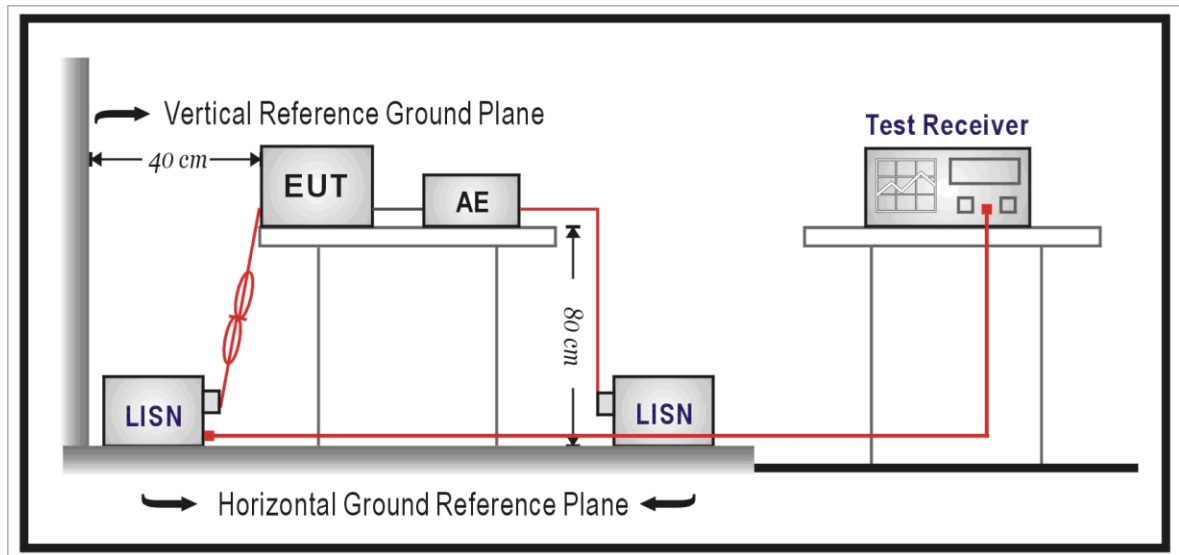 Vertical Reference Ground Plane
40 cm
EUT
AE
Test Receiver
80 cm
LISN
LISN
Horizontal Ground Reference Plane